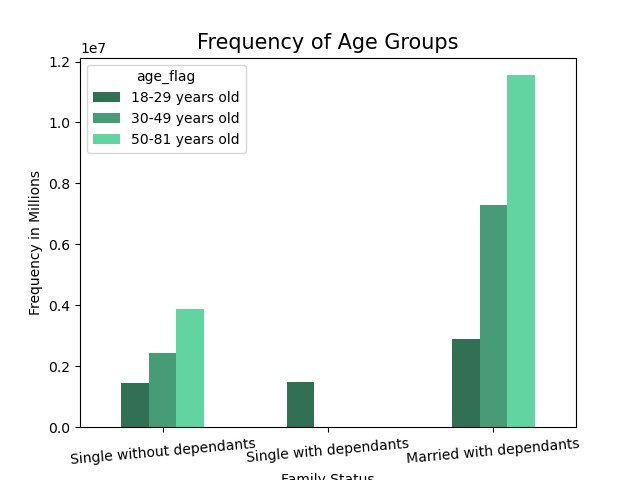 Frequency of Age Groups
1e7
1.2
1.0
0.8
0.6
0.4
0.2
0.0
Frequency in Millions
age_flag
18-29 years old
30-49 years old
50-81 years old
Single without dependants
Single with dependants
Married with dependants
Family Status